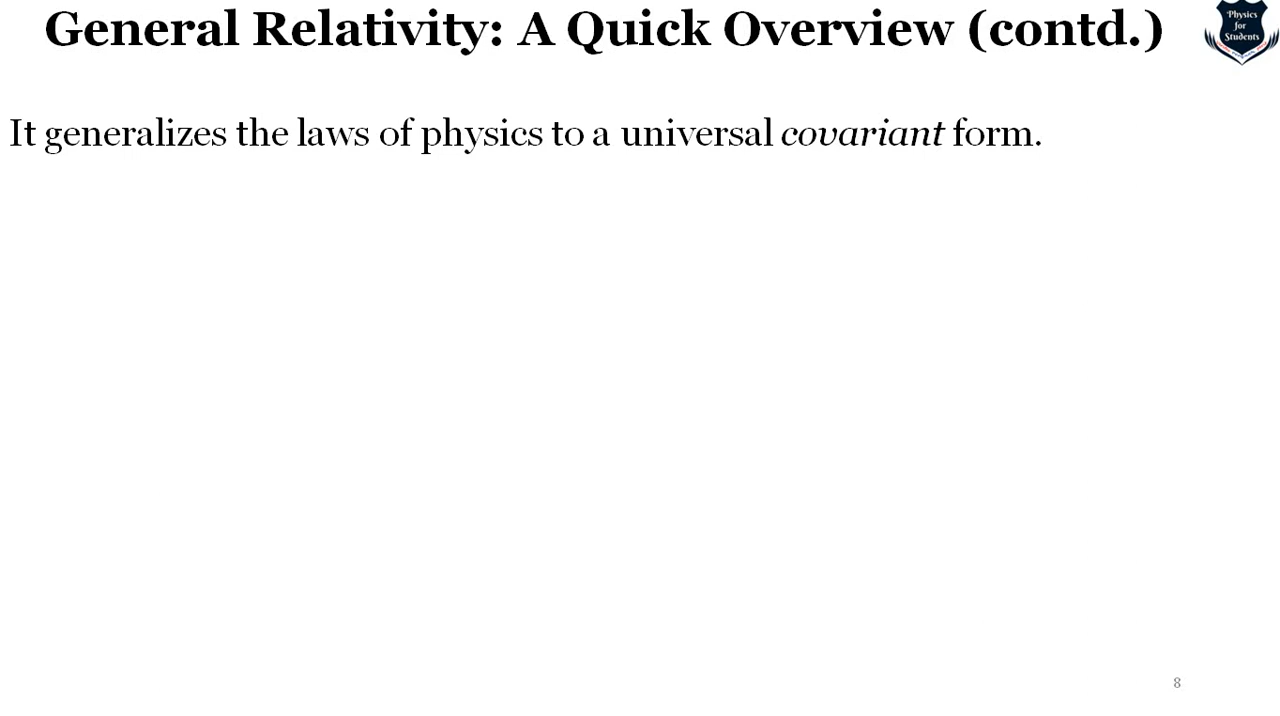 General Relativity: A Quick Overview (contd.)
Physics
for
Students
It generalizes the laws of physics to a universal covariant form.
8